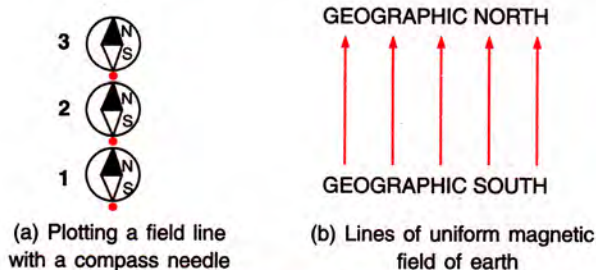 3
N
S
2
N
S
1
N
S
(a) Plotting a field line
with a compass needle
GEOGRAPHIC NORTH
GEOGRAPHIC SOUTH
(b) Lines of uniform magnetic
field of earth